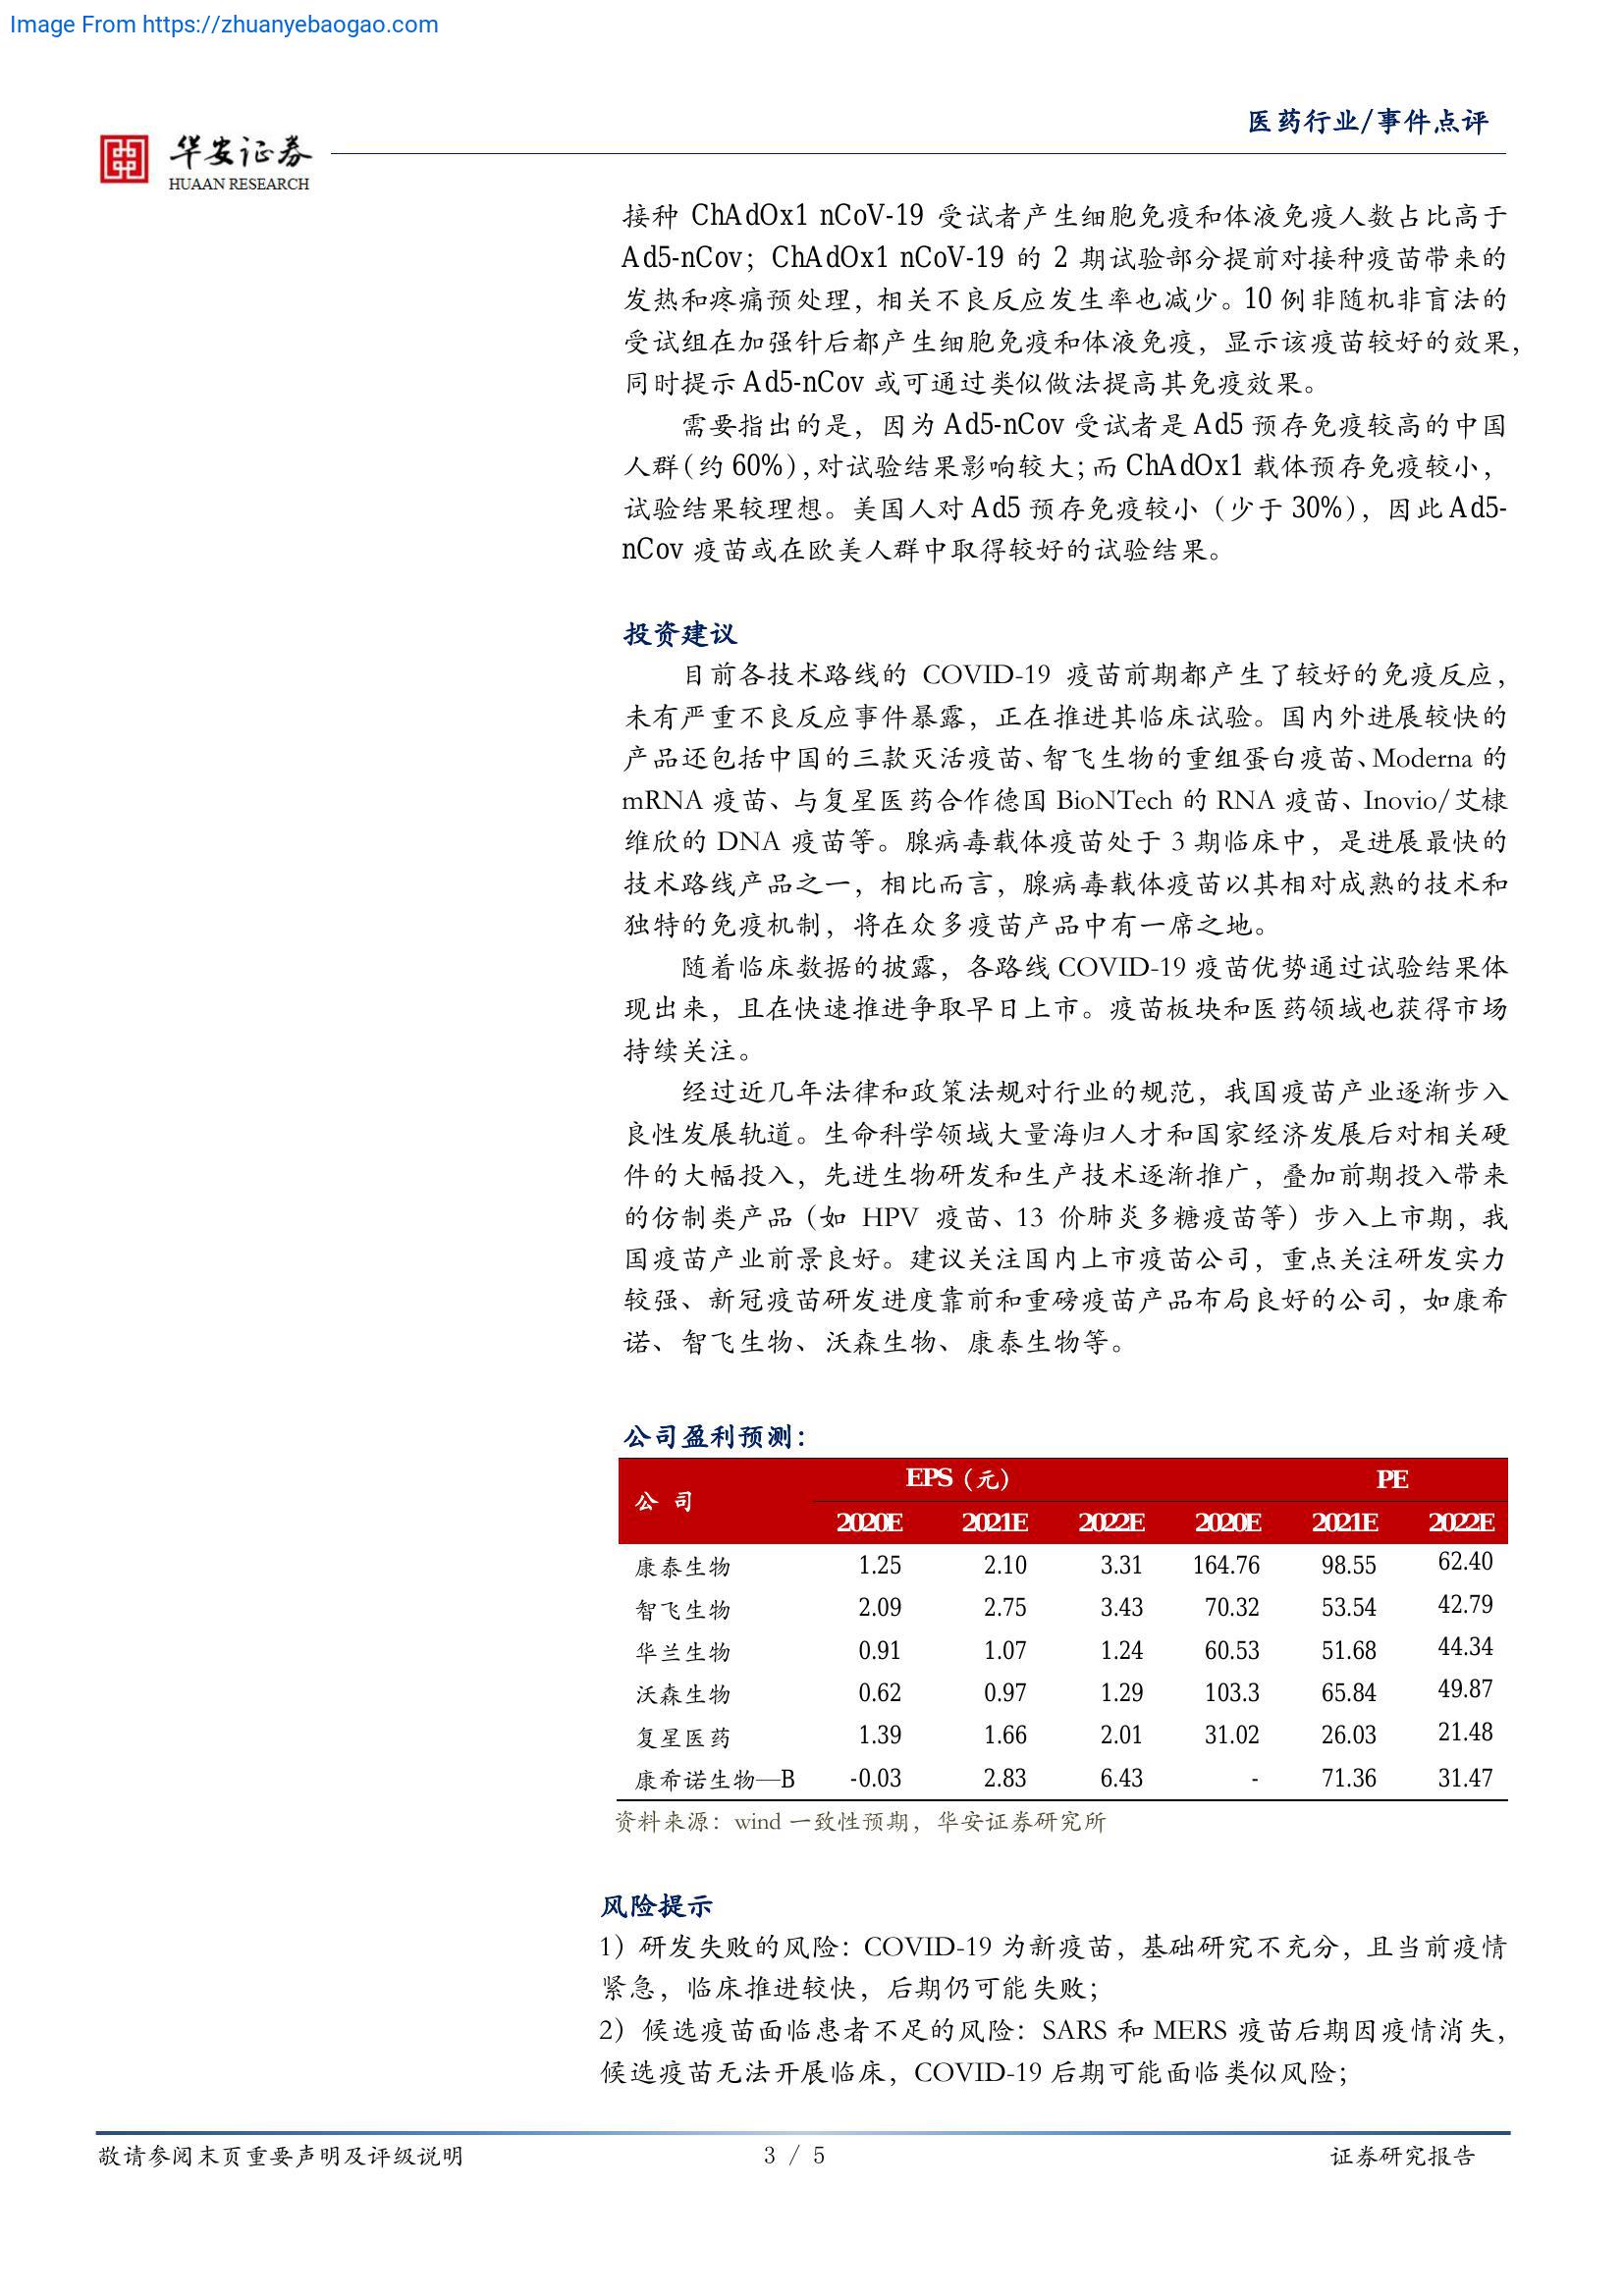 Image From https://zhuanyebaogao.com
医药行业/事件点评
华安证券
HUAAN RESEARCH
接种 ChAdOx1 nCoV-19 受试者产生细胞免疫和体液免疫人数占比高于
Ad5-nCov；ChAdOx1 nCoV-19 的 2 期试验部分提前对接种疫苗带来的
发热和疼痛预处理，相关不良反应发生率也减少。10 例非随机非盲法的
受试组在加强针后都产生细胞免疫和体液免疫，显示该疫苗较好的效果，
同时提示 Ad5-nCov 或可通过类似做法提高其免疫效果。
需要指出的是，因为 Ad5-nCov 受试者是 Ad5 预存免疫较高的中国
人群（约 60%），对试验结果影响较大；而 ChAdOx1 载体预存免疫较小，
试验结果较理想。美国人对 Ad5 预存免疫较小（少于 30%），因此 Ad5-
nCov 疫苗或在欧美人群中取得较好的试验结果。
投资建议
目前各技术路线的 COVID-19 疫苗前期都产生了较好的免疫反应，
未有严重不良反应事件暴露，正在推进其临床试验。国内外进展较快的
产品还包括中国的三款灭活疫苗、智飞生物的重组蛋白疫苗、Moderna 的
mRNA 疫苗、与复星医药合作德国 BioNTech 的 RNA 疫苗、Inovio/艾棣
维欣的 DNA 疫苗等。腺病毒载体疫苗处于 3 期临床中，是进展最快的
技术路线产品之一，相比而言，腺病毒载体疫苗以其相对成熟的技术和
独特的免疫机制，将在众多疫苗产品中有一席之地。
随着临床数据的披露，各路线 COVID-19 疫苗优势通过试验结果体
现出来，且在快速推进争取早日上市。疫苗板块和医药领域也获得市场
持续关注。
经过近几年法律和政策法规对行业的规范，我国疫苗产业逐渐步入
良性发展轨道。生命科学领域大量海归人才和国家经济发展后对相关硬
件的大幅投入，先进生物研发和生产技术逐渐推广，叠加前期投入带来
的仿制类产品（如 HPV 疫苗、13 价肺炎多糖疫苗等）步入上市期，我
国疫苗产业前景良好。建议关注国内上市疫苗公司，重点关注研发实力
较强、新冠疫苗研发进度靠前和重磅疫苗产品布局良好的公司，如康希
诺、智飞生物、沃森生物、康泰生物等。
公司盈利预测：
公 司 EPS（元） PE
2020E 2021E 2022E 2020E 2021E 2022E
康泰生物 1.25 2.10 3.31 164.76 98.55 62.40
智飞生物 2.09 2.75 3.43 70.32 53.54 42.79
华兰生物 0.91 1.07 1.24 60.53 51.68 44.34
沃森生物 0.62 0.97 1.29 103.3 65.84 49.87
复星医药 1.39 1.66 2.01 31.02 26.03 21.48
康希诺生物—B -0.03 2.83 6.43 - 71.36 31.47
资料来源：wind 一致性预期，华安证券研究所
风险提示
1）研发失败的风险：COVID-19 为新疫苗，基础研究不充分，且当前疫情
紧急，临床推进较快，后期仍可能失败；
2）候选疫苗面临患者不足的风险：SARS 和 MERS 疫苗后期因疫情消失，
候选疫苗无法开展临床，COVID-19 后期可能面临类似风险；
敬请参阅末页重要声明及评级说明 3 / 5 证券研究报告